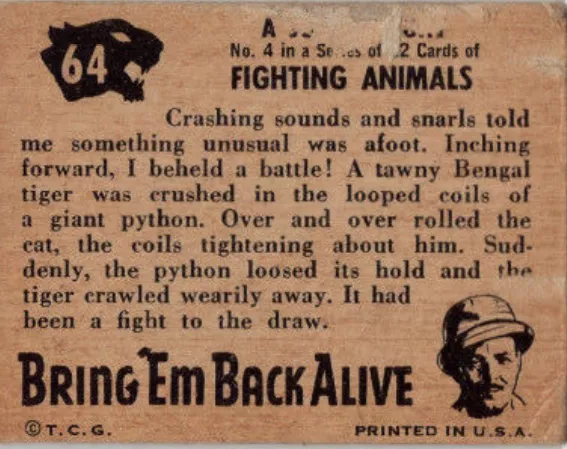 64
No. 4 in a of 2 Cards of
FIGHTING ANIMALS
Crashing sounds and snarls told
me something unusual was afoot. Inching
forward, I beheld a battle! A tawny Bengal
tiger was crushed in the looped coils of
a giant python. Over and over rolled the
cat, the coils tightening about him. Sud-
denly, the python loosed its hold and the
tiger crawled wearily away. It had
been a fight to the draw.
BRING 'EM BACK ALIVE
© T. C. G.
PRINTED IN U.S.A.